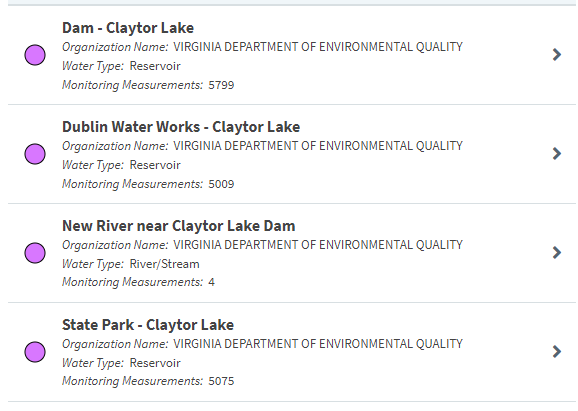 Dam - Claytor Lake
Organization Name: VIRGINIA DEPARTMENT OF ENVIRONMENTAL QUALITY
Water Type: Reservoir
Monitoring Measurements: 5799
Dublin Water Works - Claytor Lake
Organization Name: VIRGINIA DEPARTMENT OF ENVIRONMENTAL QUALITY
Water Type: Reservoir
Monitoring Measurements: 5009
New River near Claytor Lake Dam
Organization Name: VIRGINIA DEPARTMENT OF ENVIRONMENTAL QUALITY
Water Type: River/Stream
Monitoring Measurements: 4
State Park - Claytor Lake
Organization Name: VIRGINIA DEPARTMENT OF ENVIRONMENTAL QUALITY
Water Type: Reservoir
Monitoring Measurements: 5075